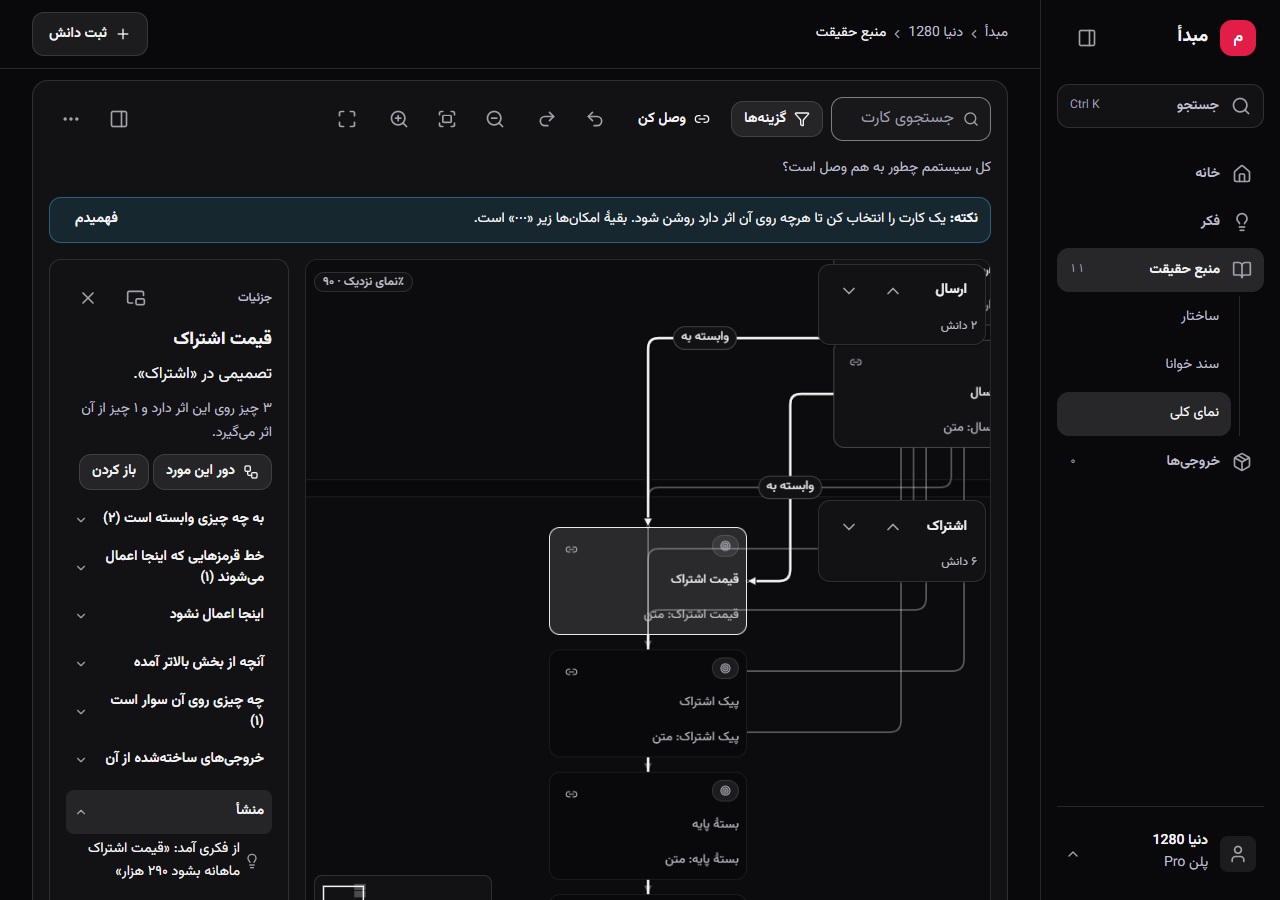 م
مبدأ
جستجو
Ctrl K
خانه
فکر
منبع حقیقت
۱۱
ساختار
سند خوانا
نمای کلی
خروجی‌ها
۰
دنیا 1280
پلن Pro
مبدأ
دنیا 1280
منبع حقیقت
ثبت دانش
جستجوی کارت
گزینه‌ها
وصل کن
کل سیستمم چطور به هم وصل است؟
نکته: یک کارت را انتخاب کن تا هرچه روی آن اثر دارد روشن شود. بقیهٔ امکان‌ها زیر «···» است.
فهمیدم
نمای نزدیک · ۹۰٪
ارسال
۲ دانش
وابسته به
وابسته به
اشتراک
۶ دانش
قیمت اشتراک
قیمت اشتراک: متن
پیک اشتراک
پیک اشتراک: متن
بستهٔ پایه
بستهٔ پایه: متن
جزئیات
قیمت اشتراک
تصمیمی در «اشتراک».
۳ چیز روی این اثر دارد و ۱ چیز از آن
اثر می‌گیرد.
دور این مورد
باز کردن
به چه چیزی وابسته است (۲)
خط قرمزهایی که اینجا اعمال
می‌شوند (۱)
اینجا اعمال نشود
آنچه از بخش بالاتر آمده
چه چیزی روی آن سوار است
(۱)
خروجی‌های ساخته‌شده از آن
منشأ
از فکری آمد: «قیمت اشتراک
ماهانه بشود ۲۹۰ هزار»